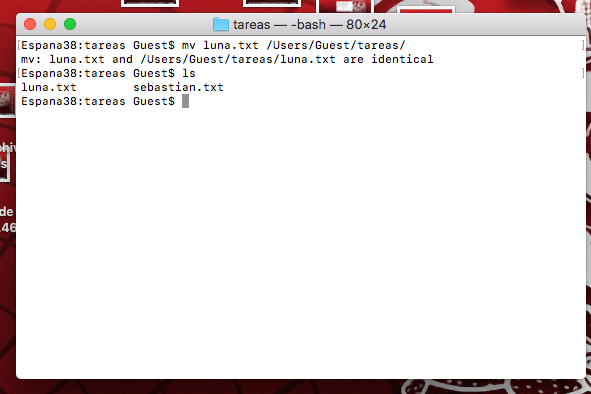 tareas — -bash — 80×24
[Espana38:tareas Guest$ mv luna.txt /Users/Guest/tareas/ ]
mv: luna.txt and /Users/Guest/tareas/luna.txt are identical
[Espana38:tareas Guest$ ls ]
luna.txt sebastian.txt
Espana38:tareas Guest$
s
de
46